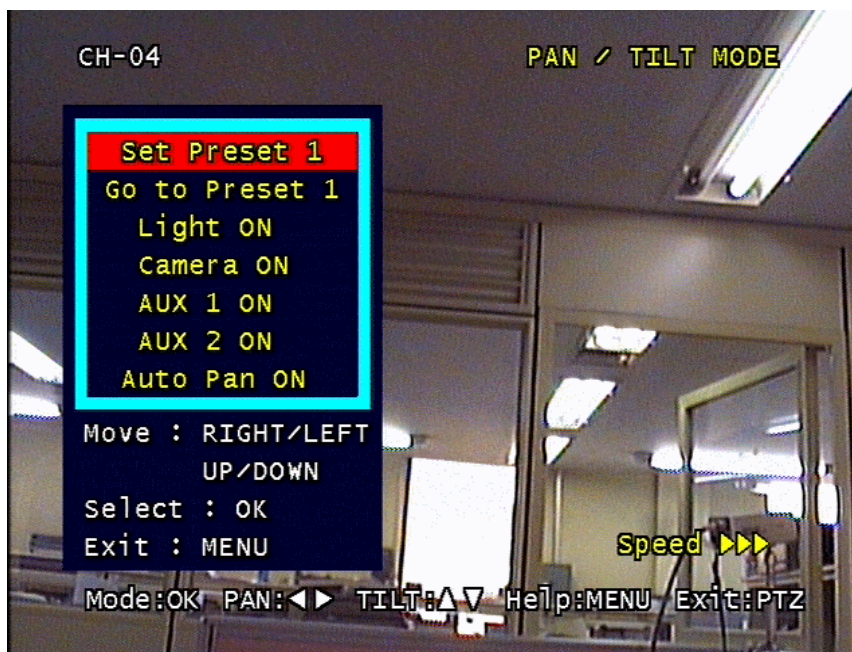 CH-04
PAN / TILT MODE
Set Preset 1
Go to Preset 1
Light ON
Camera ON
AUX 1 ON
AUX 2 ON
Auto Pan ON
Move : RIGHT/LEFT
UP/DOWN
Select : OK
Exit : MENU
Speed ▶▶▶
Mode:OK PAN:◀▶ TILT:△▽ Help:MENU Exit:PTZ